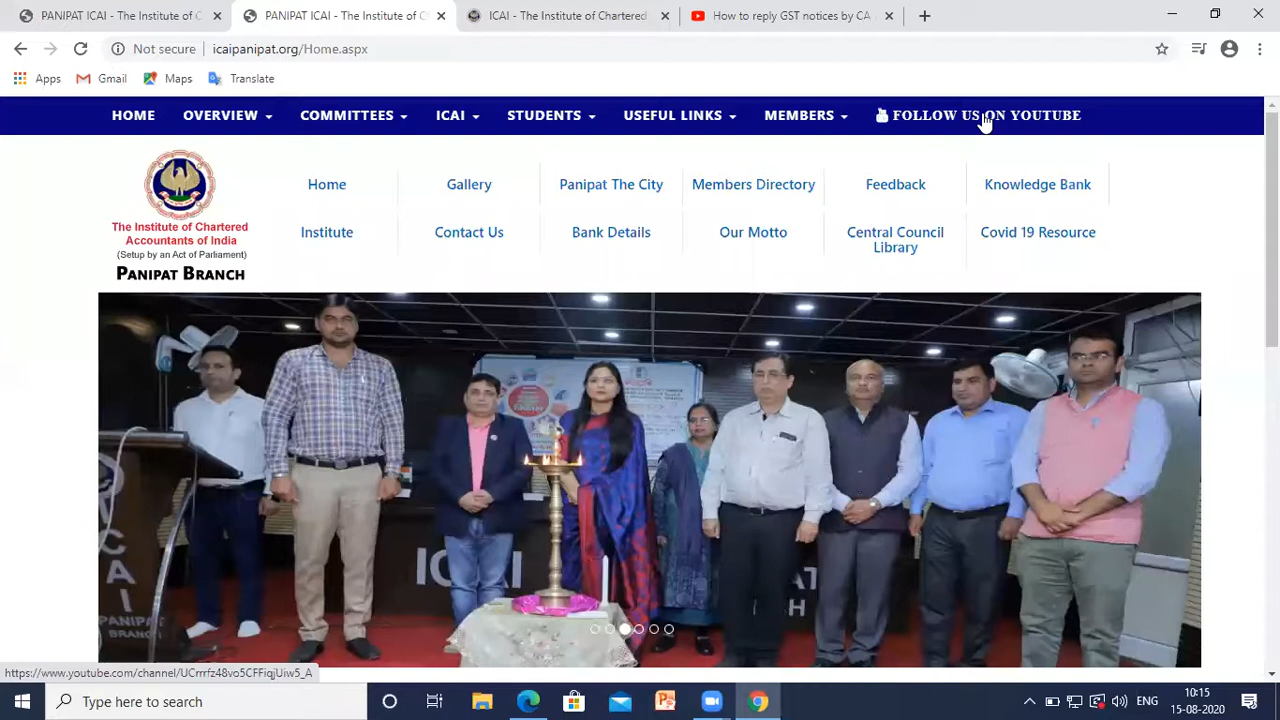 PANIPAT ICAI - The Institute of C
PANIPAT ICAI - The Institute of C
ICAI - The Institute of Chartered
How to reply GST notices by CA
Not secure
icaipanipat.org/Home.aspx
Apps
Gmail
Maps
Translate
HOME
OVERVIEW
COMMITTEES
ICAI
STUDENTS
USEFUL LINKS
MEMBERS
FOLLOW US ON YOUTUBE
The Institute of Chartered
Accountants of India
(Setup by an Act of Parliament)
PANIPAT BRANCH
Home
Gallery
Panipat The City
Members Directory
Feedback
Knowledge Bank
Institute
Contact Us
Bank Details
Our Motto
Central Council
Library
Covid 19 Resource
ICAI
PANIPAT
BRANCH
https://www.youtube.com/channel/UCrrrfz48vo5CFFiqjUiw5_A
Type here to search
ENG
10:15
15-08-2020